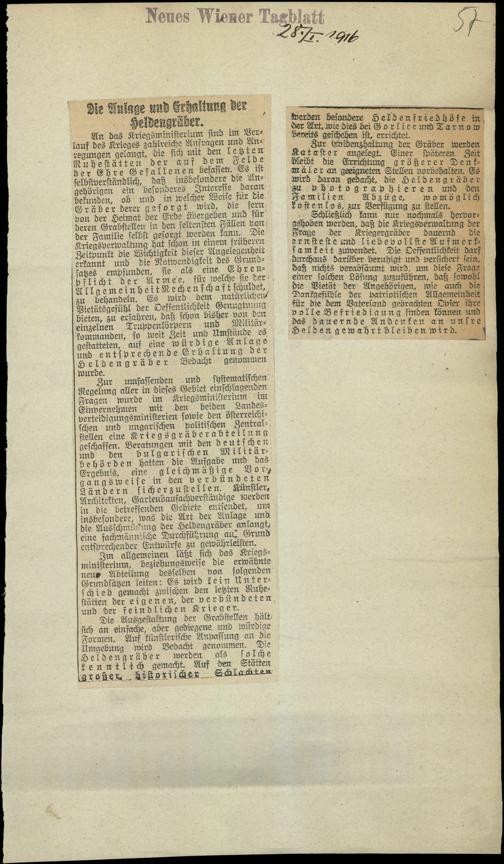 Neues Wiener Tagblatt
28./I. 1916
57
Die Anlage und Erhaltung der
Heldengräber.
An das Kriegsministerium sind im Ver-
lauf des Krieges zahlreiche Anfragen und An-
regungen gelangt, die sich mit den letzten
Ruhestätten der auf dem Felde
der Ehre Gefallenen befassen. Es ist
selbstverständlich, daß insbesondere die An-
gehörigen ein besonderes Interesse daran
bekunden, ob und in welcher Weise für die
Gräber derer gesorgt wird, die fern
von der Heimat der Erde übergeben und für
deren Grabstellen in den seltensten Fällen von
der Familie selbst gesorgt werden kann. Die
Kriegsverwaltung hat schon in einem früheren
Zeitpunkt die Wichtigkeit dieser Angelegenheit
erkannt und die Notwendigkeit des Grund-
satzes empfunden, sie als eine Ehren-
pflicht der Armee, für welche sie der
Allgemeinheit Rechenschaft schuldet,
zu behandeln. Es wird dem natürlichen
Pietätsgefühl der Oeffentlichkeit Genugtuung
bieten, zu erfahren, daß schon bisher von den
einzelnen Truppenkörpern und Militär-
kommanden, so weit Zeit und Umstände es
gestatteten, auf eine würdige Anlage
und entsprechende Erhaltung der
Heldengräber Bedacht genommen
wurde.
Zur umfassenden und systematischen
Regelung aller in dieses Gebiet einschlagenden
Fragen wurde im Kriegsministerium im
Einvernehmen mit den beiden Landes-
verteidigungsministerien sowie den österreichi-
schen und ungarischen politischen Zentral-
stellen eine Kriegsgräberabteilung
geschaffen. Beratungen mit den deutschen
und den bulgarischen Militär-
behörden hatten die Aufgabe und das
Ergebnis, eine gleichmäßige Vor-
gangsweise in den verbündeten
Ländern sicherzustellen. Künstler,
Architekten, Gartenbausachverständige werden
in die betreffenden Gebiete entsendet, um
insbesondere, was die Art der Anlage und
die Ausschmückung der Heldengräber anlangt,
eine fachmännische Durchführung auf Grund
entsprechender Entwürfe zu gewährleisten.
Im allgemeinen läßt sich das Kriegs-
ministerium, beziehungsweise die erwähnte
neue Abteilung desselben von folgenden
Grundsätzen leiten: Es wird kein Unter-
schied gemacht zwischen den letzten Ruhe-
stätten der eigenen, der verbündeten
und der feindlichen Krieger.
Die Ausgestaltung der Grabstellen hält
sich an einfache, aber gediegene und würdige
Formen. Auf künstlerische Anpassung an die
Umgebung wird Bedacht genommen. Die
Heldengräber werden als solche
kenntlich gemacht. Auf den Stätten
großer historischer Schlachten
werden besondere Heldenfriedhöfe in
der Art, wie dies bei Gorlice und Tarnow
bereits geschehen ist, errichtet.
Zur Evidenzhaltung der Gräber werden
Kataster angelegt. Einer späteren Zeit
bleibt die Errichtung größerer Denk-
mäler an geeigneten Stellen vorbehalten. Es
wird daran gedacht, die Heldengräber
zu photographieren und den
Familien Abzüge, womöglich
kostenlos, zur Verfügung zu stellen.
Schließlich kann nur nochmals hervor-
gehoben werden, daß die Kriegsverwaltung der
Frage der Kriegergräber dauernd die
ernsteste und liebevollste Aufmerk-
samkeit zuwendet. Die Oeffentlichkeit darf
durchaus darüber beruhigt und versichert sein,
daß nichts verabsäumt wird, um diese Frage
einer solchen Lösung zuzuführen, daß sowohl
die Pietät der Angehörigen, wie auch die
Dankgefühle der patriotischen Allgemeinheit
für die dem Vaterland gebrachten Opfer ihre
volle Befriedigung finden können und
das dauernde Andenken an unsre
Helden gewahrt bleiben wird.